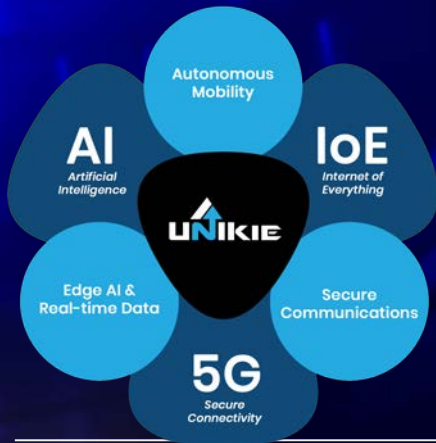 Autonomous
Mobility
AI
Artificial
Intelligence
IoE
Internet of
Everything
UNIKIE
Edge AI &
Real-time Data
Secure
Communications
5G
Secure
Connectivity